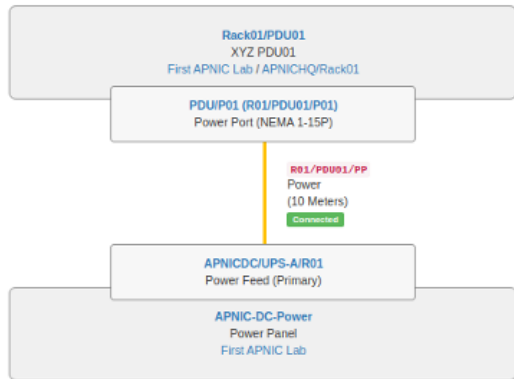 Rack01/PDU01
XYZ PDU01
First APNIC Lab / APNICHQ/Rack01
PDU/P01 (R01/PDU01/P01)
Power Port (NEMA 1-15P)
R01/PDU01/PP
Power
(10 Meters)
Connected
APNICDC/UPS-A/R01
Power Feed (Primary)
APNIC-DC-Power
Power Panel
First APNIC Lab